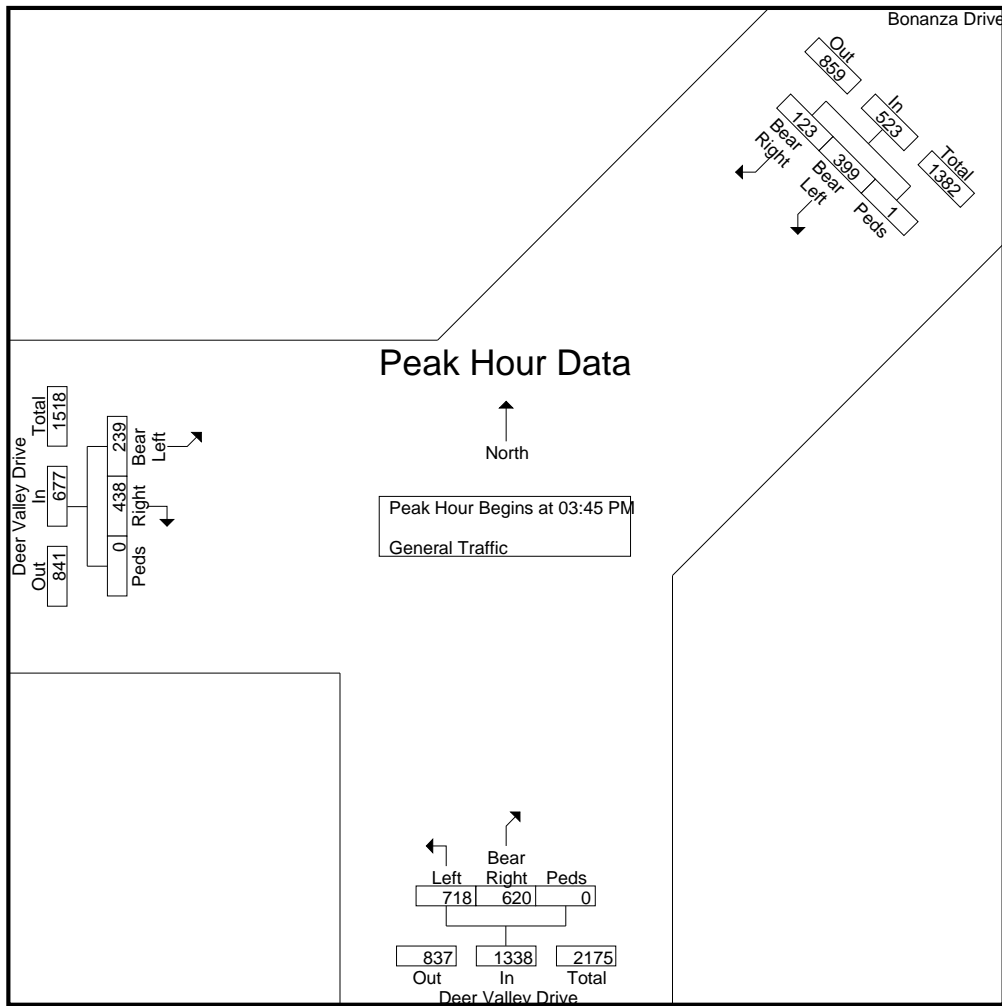 Bonanza Drive
Out
859
In
523
Total
1382
123
399
1
Bear
Right
Bear
Left
Peds
Peak Hour Data
North
Peak Hour Begins at 03:45 PM
General Traffic
Deer Valley Drive
Out
841
In
677
Total
1518
0
438
239
Peds
Right
Bear
Left
Left
Bear
Right
Peds
718
620
0
837
1338
2175
Out
In
Total
Deer Valley Drive